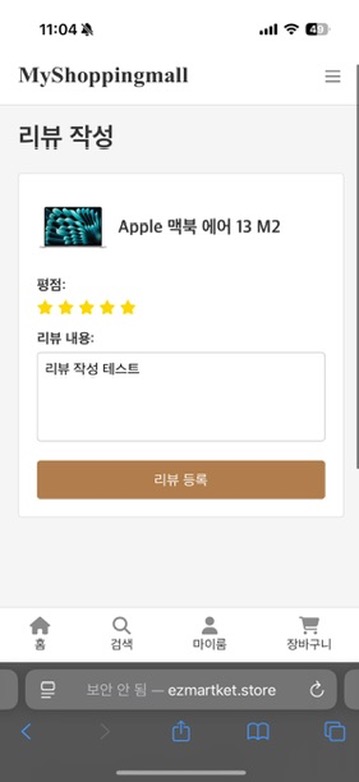 11:04
49
MyShoppingmall
리뷰 작성
Apple 맥북 에어 13 M2
평점:
리뷰 내용:
리뷰 작성 테스트
리뷰 등록
홈 검색 마이룸 장바구니
보안 안 됨 — ezmartket.store